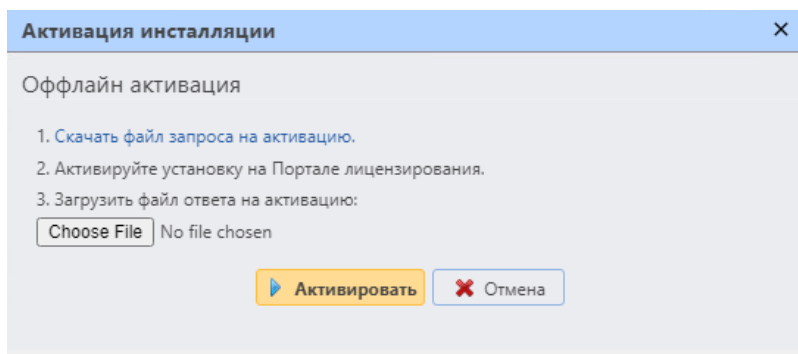 Активация инсталляции
Оффлайн активация
1. Скачать файл запроса на активацию.
2. Активируйте установку на Портале лицензирования.
3. Загрузить файл ответа на активацию:
Choose File No file chosen
Активировать Отмена